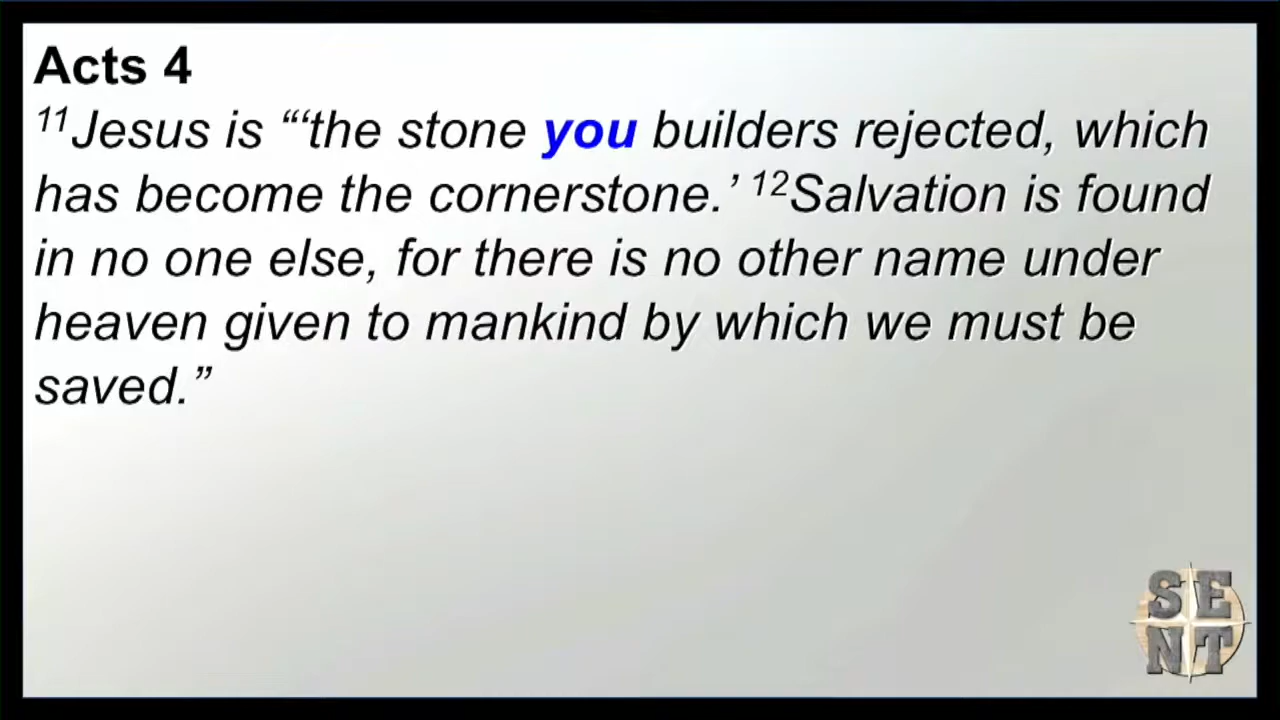 Acts 4
¹¹Jesus is “‘the stone you builders rejected, which
has become the cornerstone.’ ¹²Salvation is found
in no one else, for there is no other name under
heaven given to mankind by which we must be
saved.”
SE
NT